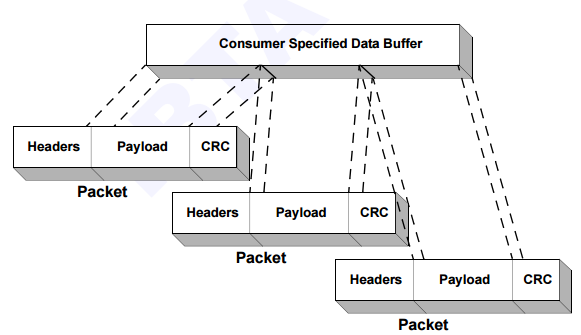 Consumer Specified Data Buffer
Headers Payload CRC
Packet
Headers Payload CRC
Packet
Headers Payload CRC
Packet